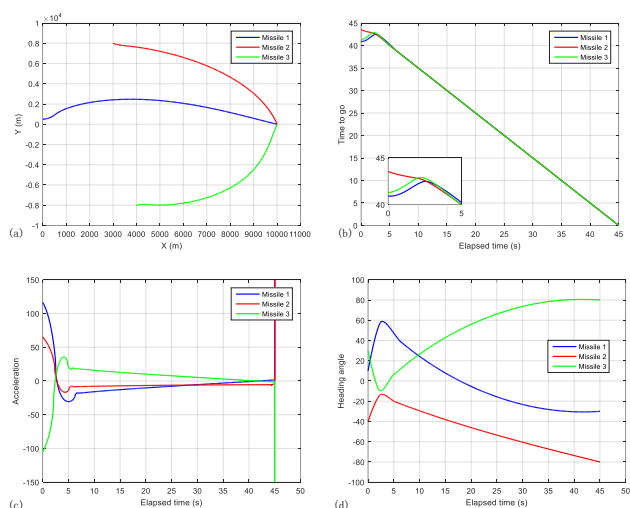 ×10⁴
1
0.8
0.6
0.4
0.2
0
-0.2
-0.4
-0.6
-0.8
-1
Y (m)
0 1000 2000 3000 4000 5000 6000 7000 8000 9000 10000 11000
X (m)
Missile 1
Missile 2
Missile 3
(a)
45
40
35
30
25
20
15
10
5
0
Time to go
0 5 10 15 20 25 30 35 40 45
Elapsed time (s)
Missile 1
Missile 2
Missile 3
45
40
0 5
(b)
150
100
50
0
-50
-100
-150
Acceleration
0 5 10 15 20 25 30 35 40 45 50
Elapsed time (s)
Missile 1
Missile 2
Missile 3
(c)
100
80
60
40
20
0
-20
-40
-60
-80
-100
Heading angle
0 5 10 15 20 25 30 35 40 45 50
Elapsed time (s)
Missile 1
Missile 2
Missile 3
(d)